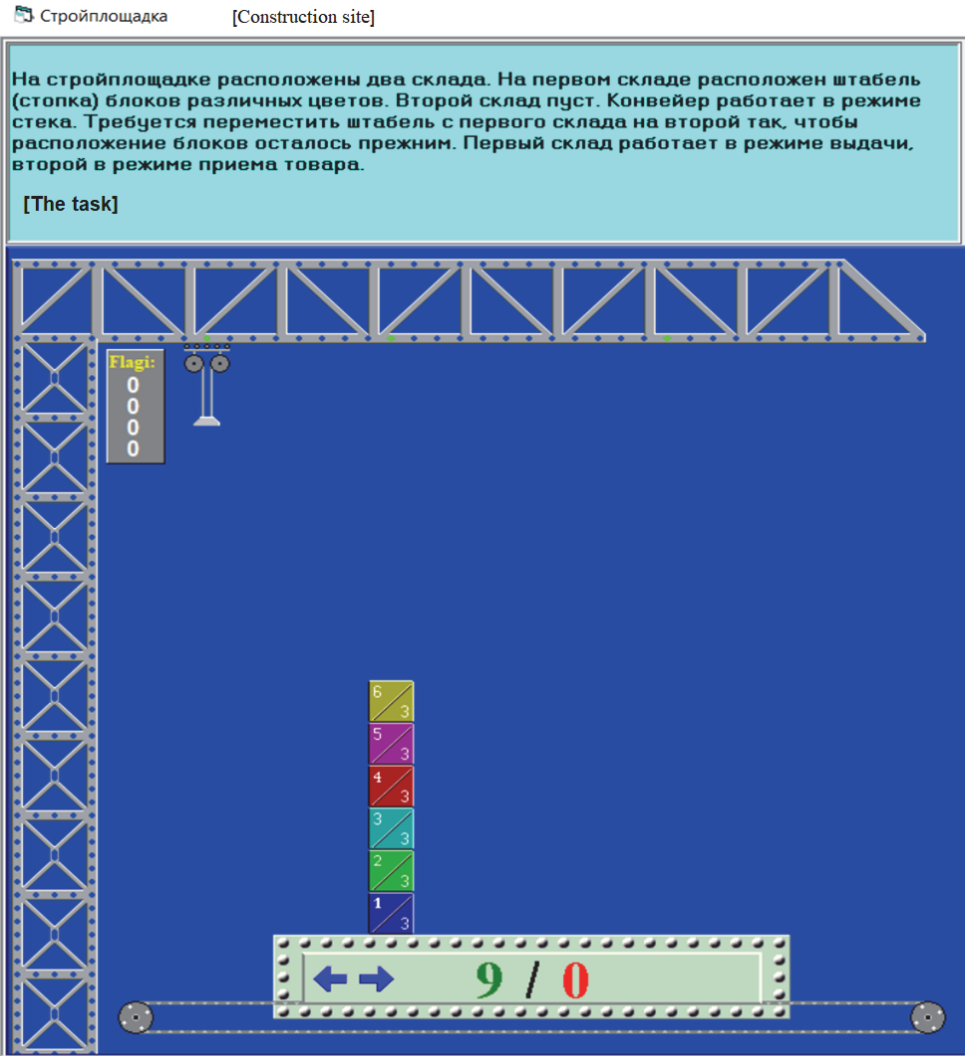 Стройплощадка [Construction site]
На стройплощадке расположены два склада. На первом складе расположен штабель
(стопка) блоков различных цветов. Второй склад пуст. Конвейер работает в режиме
стека. Требуется переместить штабель с первого склада на второй так, чтобы
расположение блоков осталось прежним. Первый склад работает в режиме выдачи,
второй в режиме приема товара.
[The task]
Flagi:
0
0
0
0
6
3
5
3
4
3
3
3
2
3
1
3
9 / 0